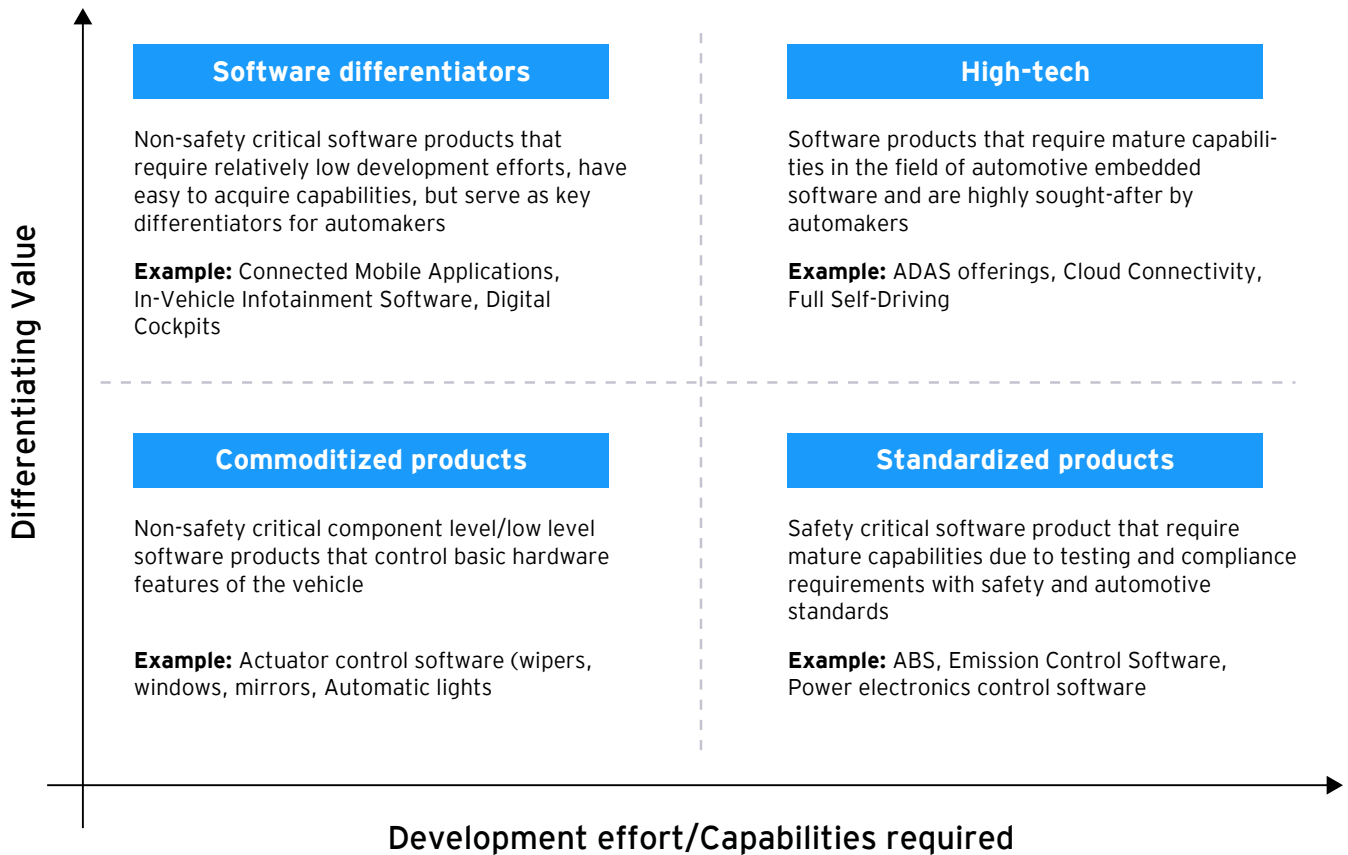 Differentiating Value
Software differentiators
Non-safety critical software products that
require relatively low development efforts, have
easy to acquire capabilities, but serve as key
differentiators for automakers
Example: Connected Mobile Applications,
In-Vehicle Infotainment Software, Digital
Cockpits
High-tech
Software products that require mature capabili-
ties in the field of automotive embedded
software and are highly sought-after by
automakers
Example: ADAS offerings, Cloud Connectivity,
Full Self-Driving
Commoditized products
Non-safety critical component level/low level
software products that control basic hardware
features of the vehicle
Example: Actuator control software (wipers,
windows, mirrors, Automatic lights
Standardized products
Safety critical software product that require
mature capabilities due to testing and compliance
requirements with safety and automotive
standards
Example: ABS, Emission Control Software,
Power electronics control software
Development effort/Capabilities required